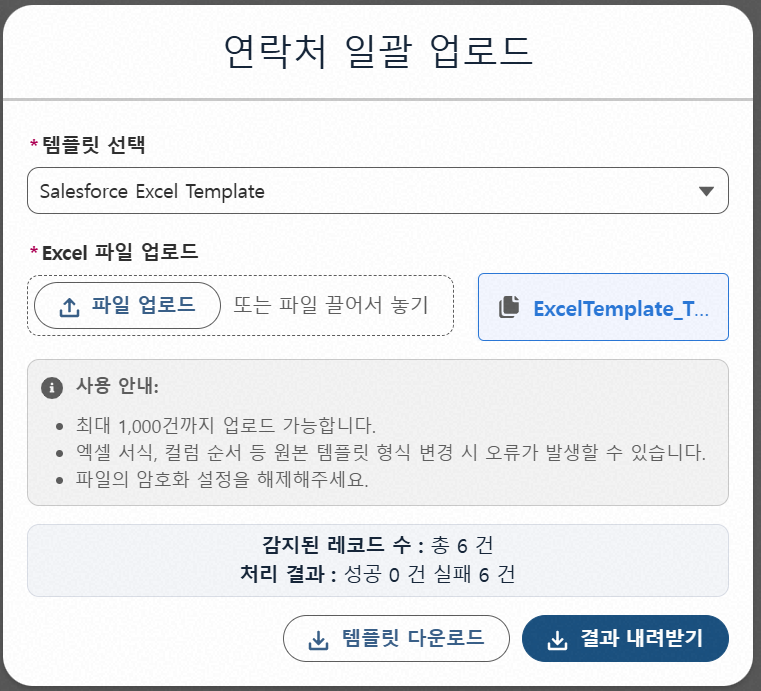 연락처 일괄 업로드
*템플릿 선택
Salesforce Excel Template
*Excel 파일 업로드
파일 업로드 또는 파일 끌어서 놓기
ExcelTemplate_T...
사용 안내:
• 최대 1,000건까지 업로드 가능합니다.
• 엑셀 서식, 컬럼 순서 등 원본 템플릿 형식 변경 시 오류가 발생할 수 있습니다.
• 파일의 암호화 설정을 해제해주세요.
감지된 레코드 수 : 총 6 건
처리 결과 : 성공 0 건 실패 6 건
템플릿 다운로드
결과 내려받기